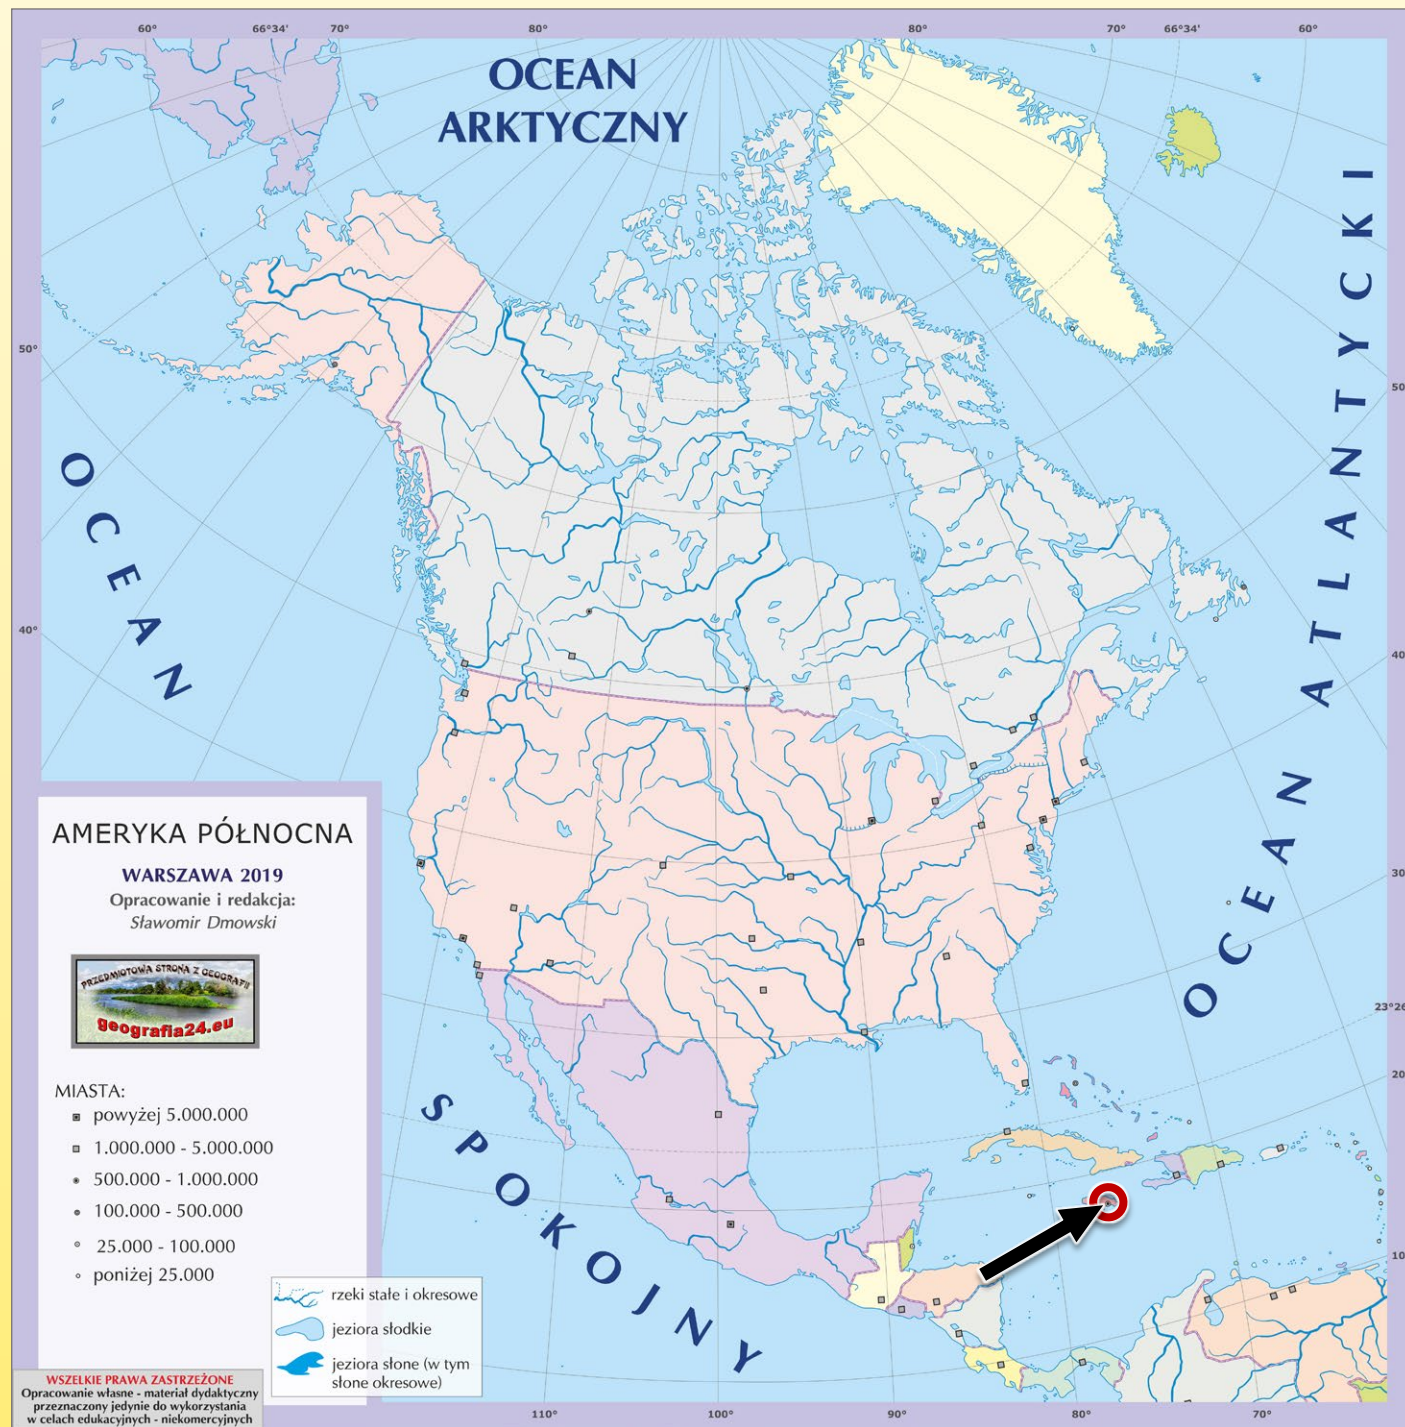 60° 66°34' 70° 80° 80° 70° 66°34' 60°
OCEAN
ARKTYCZNY
OCEAN ATLANTYCKI
50°
50
OCEAN
SPOKOJNY
40°
40
30
23°26
20
10
AMERYKA PÓŁNOCNA
WARSZAWA 2019
Opracowanie i redakcja:
Sławomir Dmowski
PRZEDMIOTOWA STRONA Z GEOGRAFII
geografia24.eu
MIASTA:
powyżej 5.000.000
1.000.000 - 5.000.000
500.000 - 1.000.000
100.000 - 500.000
25.000 - 100.000
poniżej 25.000
rzeki stałe i okresowe
jeziora słodkie
jeziora słone (w tym
słone okresowe)
WSZELKIE PRAWA ZASTRZEŻONE
Opracowanie własne - materiał dydaktyczny
przeznaczony jedynie do wykorzystania
w celach edukacyjnych - niekomercyjnych
110° 100° 90° 80° 70°